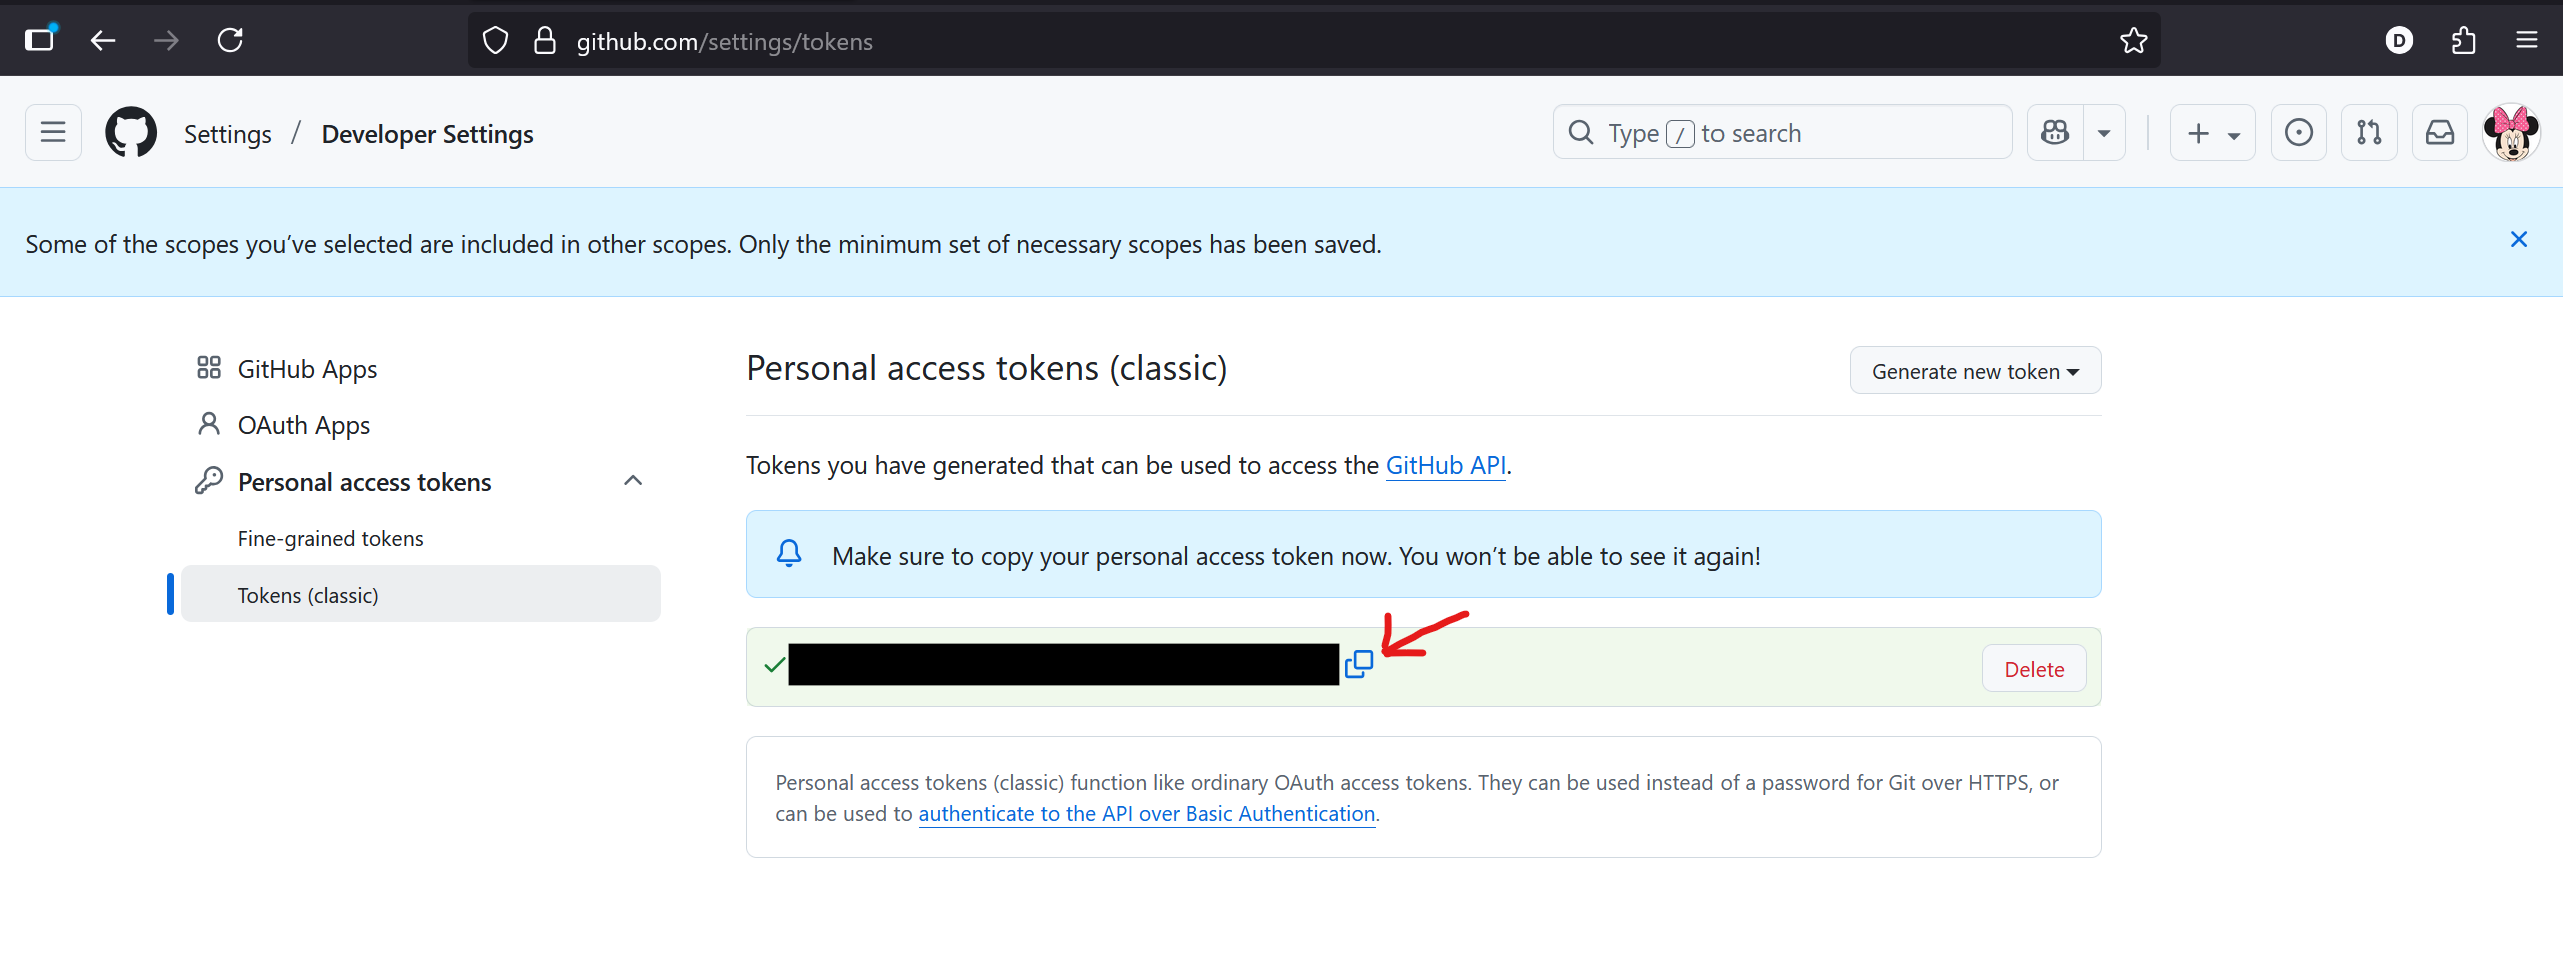 github.com/settings/tokens
D
Settings / Developer Settings
Type / to search
Some of the scopes you’ve selected are included in other scopes. Only the minimum set of necessary scopes has been saved.
GitHub Apps
OAuth Apps
Personal access tokens
Fine-grained tokens
Tokens (classic)
Personal access tokens (classic)
Generate new token
Tokens you have generated that can be used to access the GitHub API.
Make sure to copy your personal access token now. You won’t be able to see it again!
Delete
Personal access tokens (classic) function like ordinary OAuth access tokens. They can be used instead of a password for Git over HTTPS, or
can be used to authenticate to the API over Basic Authentication.